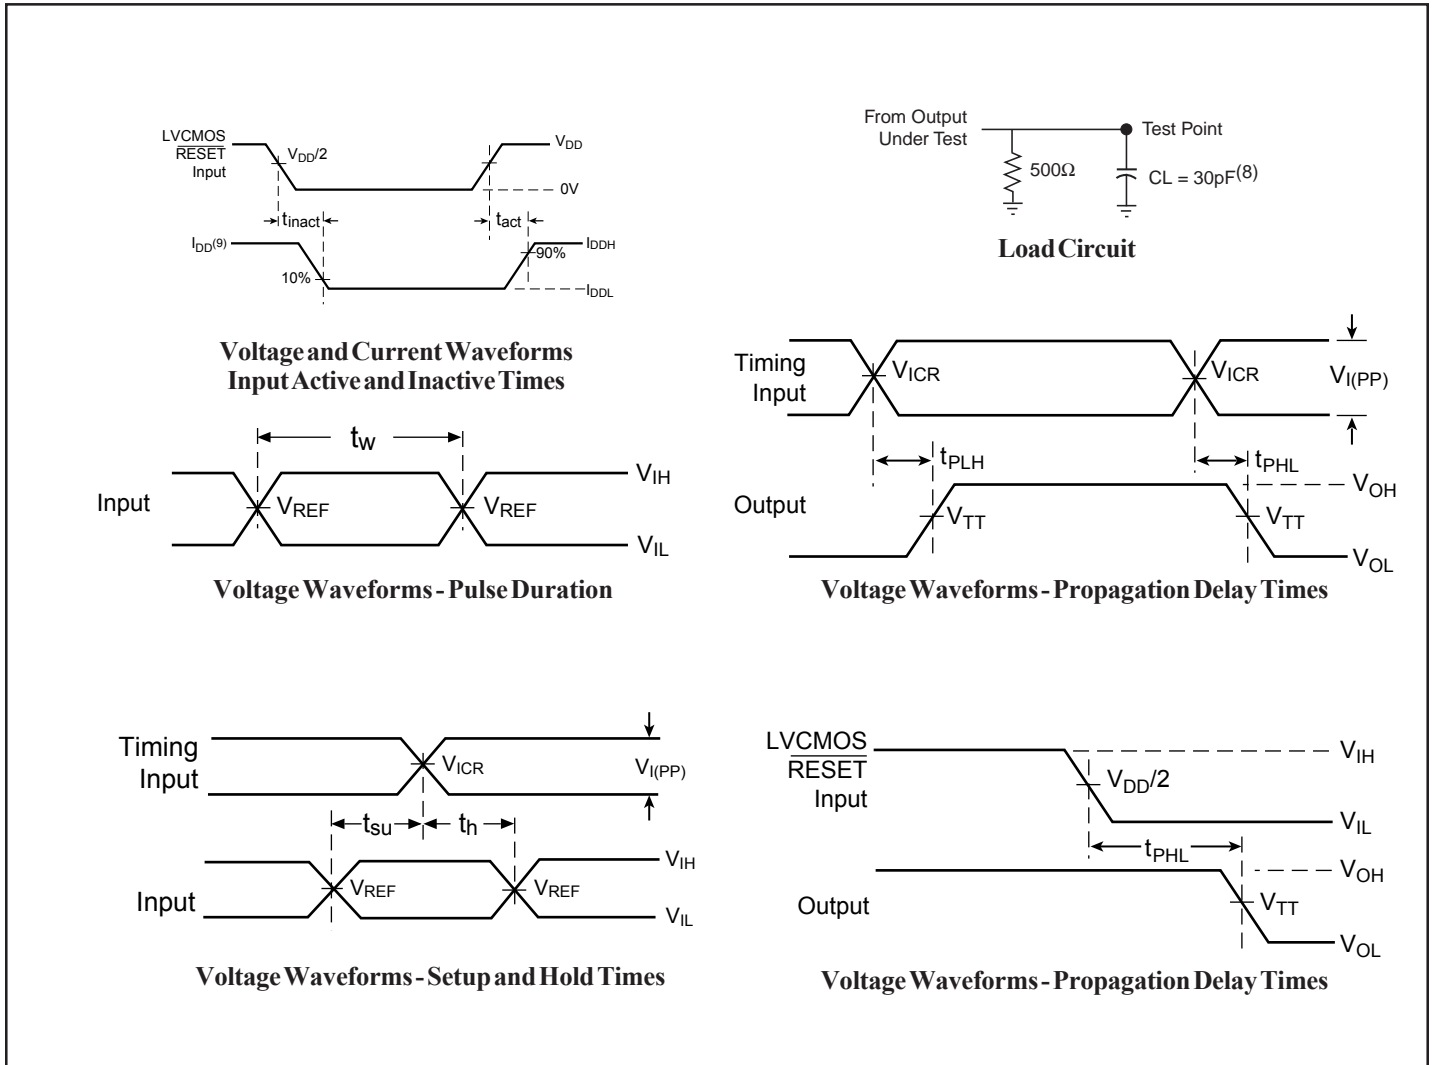 LVCMOS
RESET
Input
VDD/2
VDD
0V
tinact
tact
IDD(9)
IDDH
90%
10%
IDDL
Voltage and Current Waveforms
Input Active and Inactive Times
From Output
Under Test
Test Point
500Ω
CL = 30pF(8)
Load Circuit
tW
Input
VREF
VREF
VIH
VIL
Voltage Waveforms - Pulse Duration
Timing
Input
VICR
VICR
VI(PP)
tPLH
tPHL
Output
VTT
VTT
VOH
VOL
Voltage Waveforms - Propagation Delay Times
Timing
Input
VICR
VI(PP)
tsu
th
Input
VREF
VREF
VIH
VIL
Voltage Waveforms - Setup and Hold Times
LVCMOS
RESET
Input
VDD/2
VIH
VIL
tPHL
Output
VOH
VTT
VOL
Voltage Waveforms - Propagation Delay Times